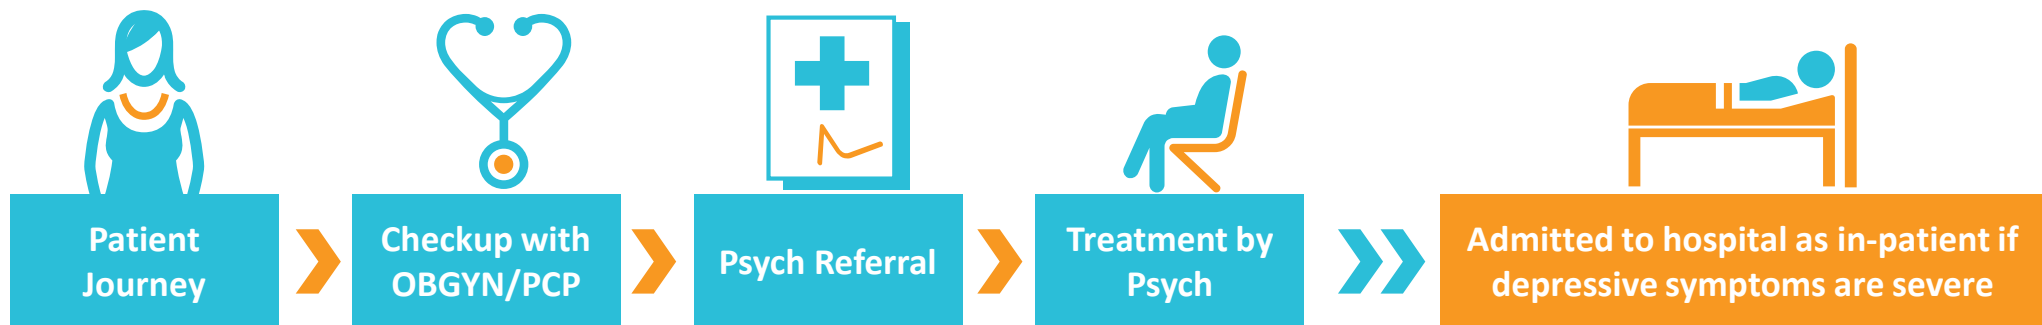 Patient
Journey
Checkup with
OBGYN/PCP
Psych Referral
Treatment by
Psych
Admitted to hospital as in-patient if
depressive symptoms are severe